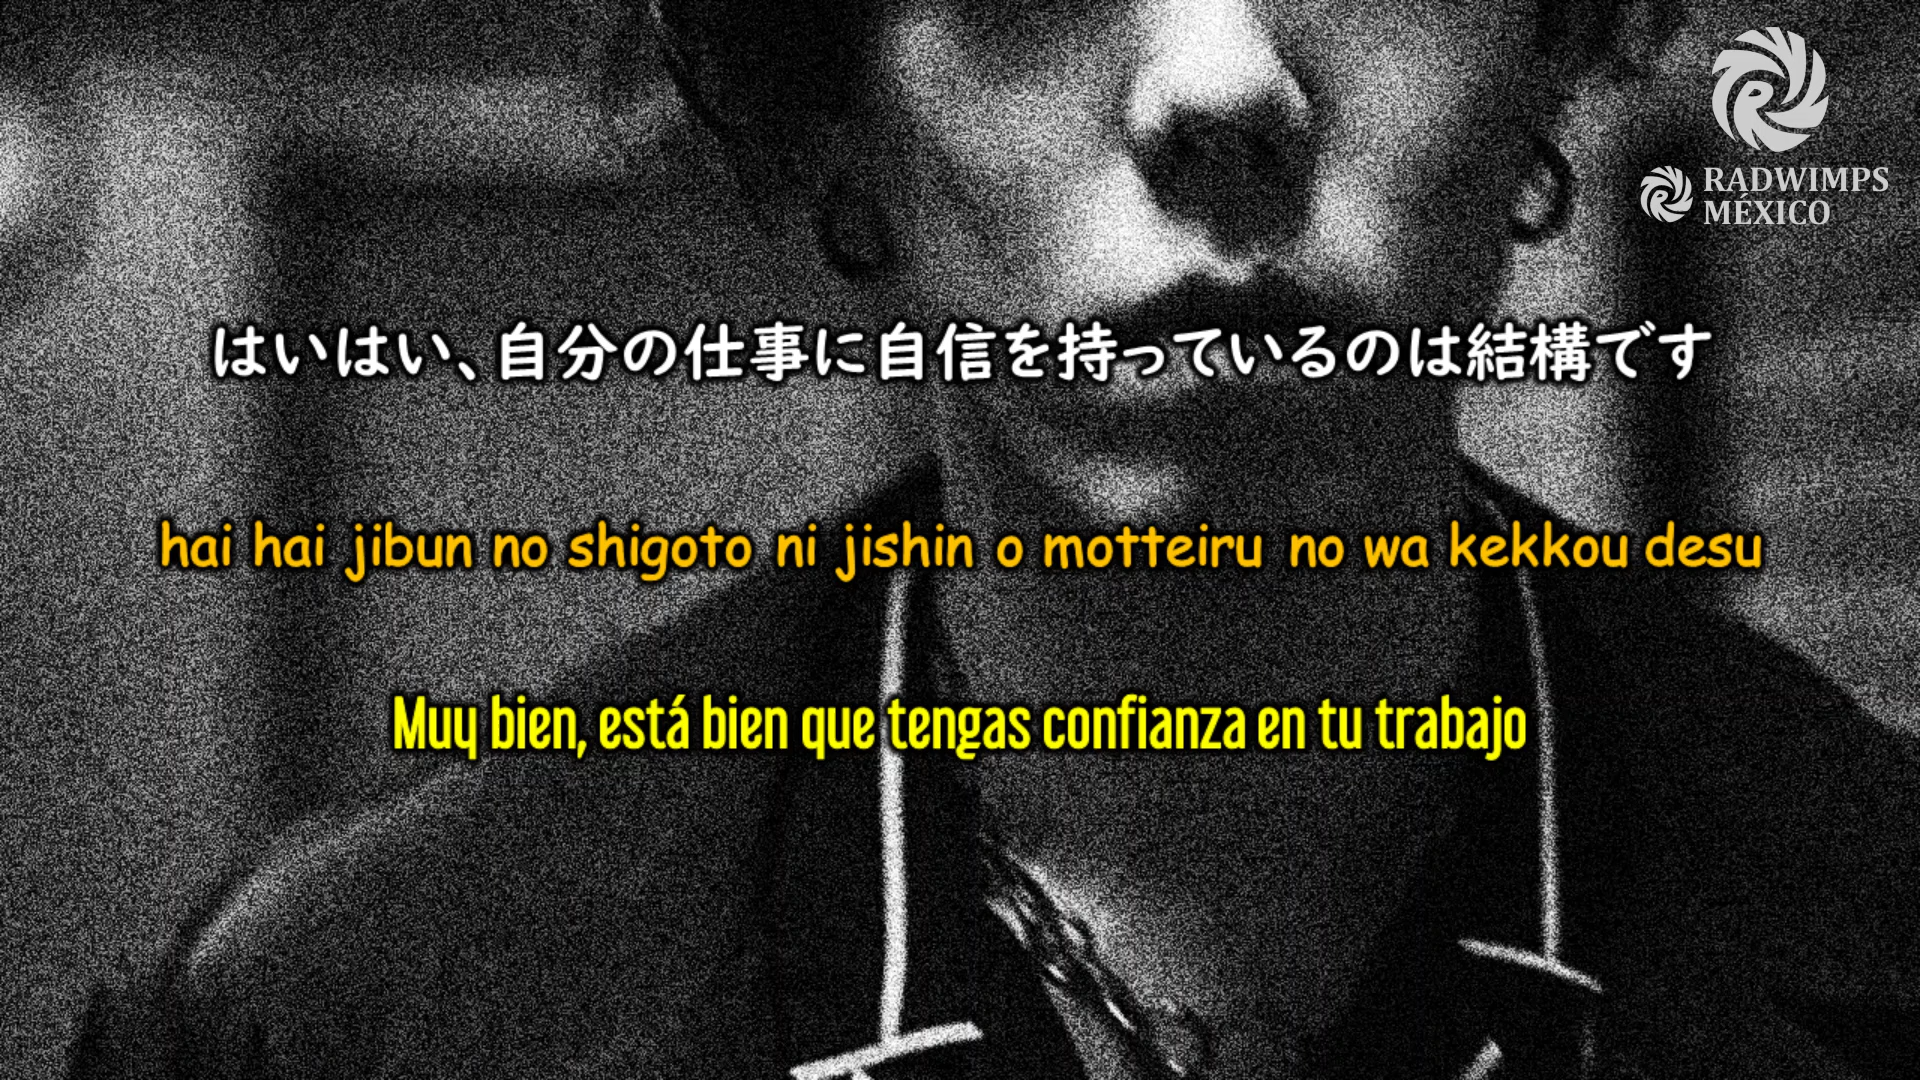 RADWIMPS
MÉXICO
はいはい、自分の仕事に自信を持っているのは結構です
hai hai jibun no shigoto ni jishin o motteiru no wa kekkou desu
Muy bien, está bien que tengas confianza en tu trabajo